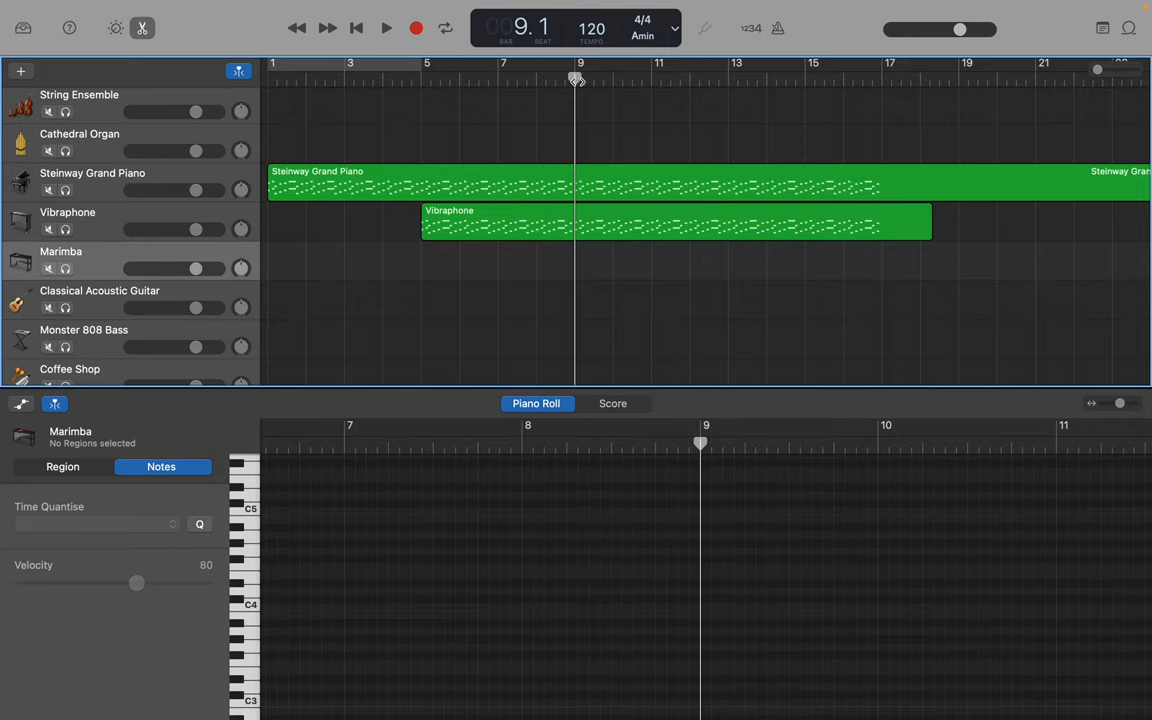 009.1
BAR BEAT
120
TEMPO
4/4
Amin
1234
1 3 5 7 9 11 13 15 17 19 21
String Ensemble
Cathedral Organ
Steinway Grand Piano
Steinway Grand Piano
Steinway Gran
Vibraphone
Vibraphone
Marimba
Classical Acoustic Guitar
Monster 808 Bass
Coffee Shop
Piano Roll
Score
Marimba
No Regions selected
7 8 9 10 11
Region
Notes
Time Quantise
Q
Velocity 80
C5
C4
C3